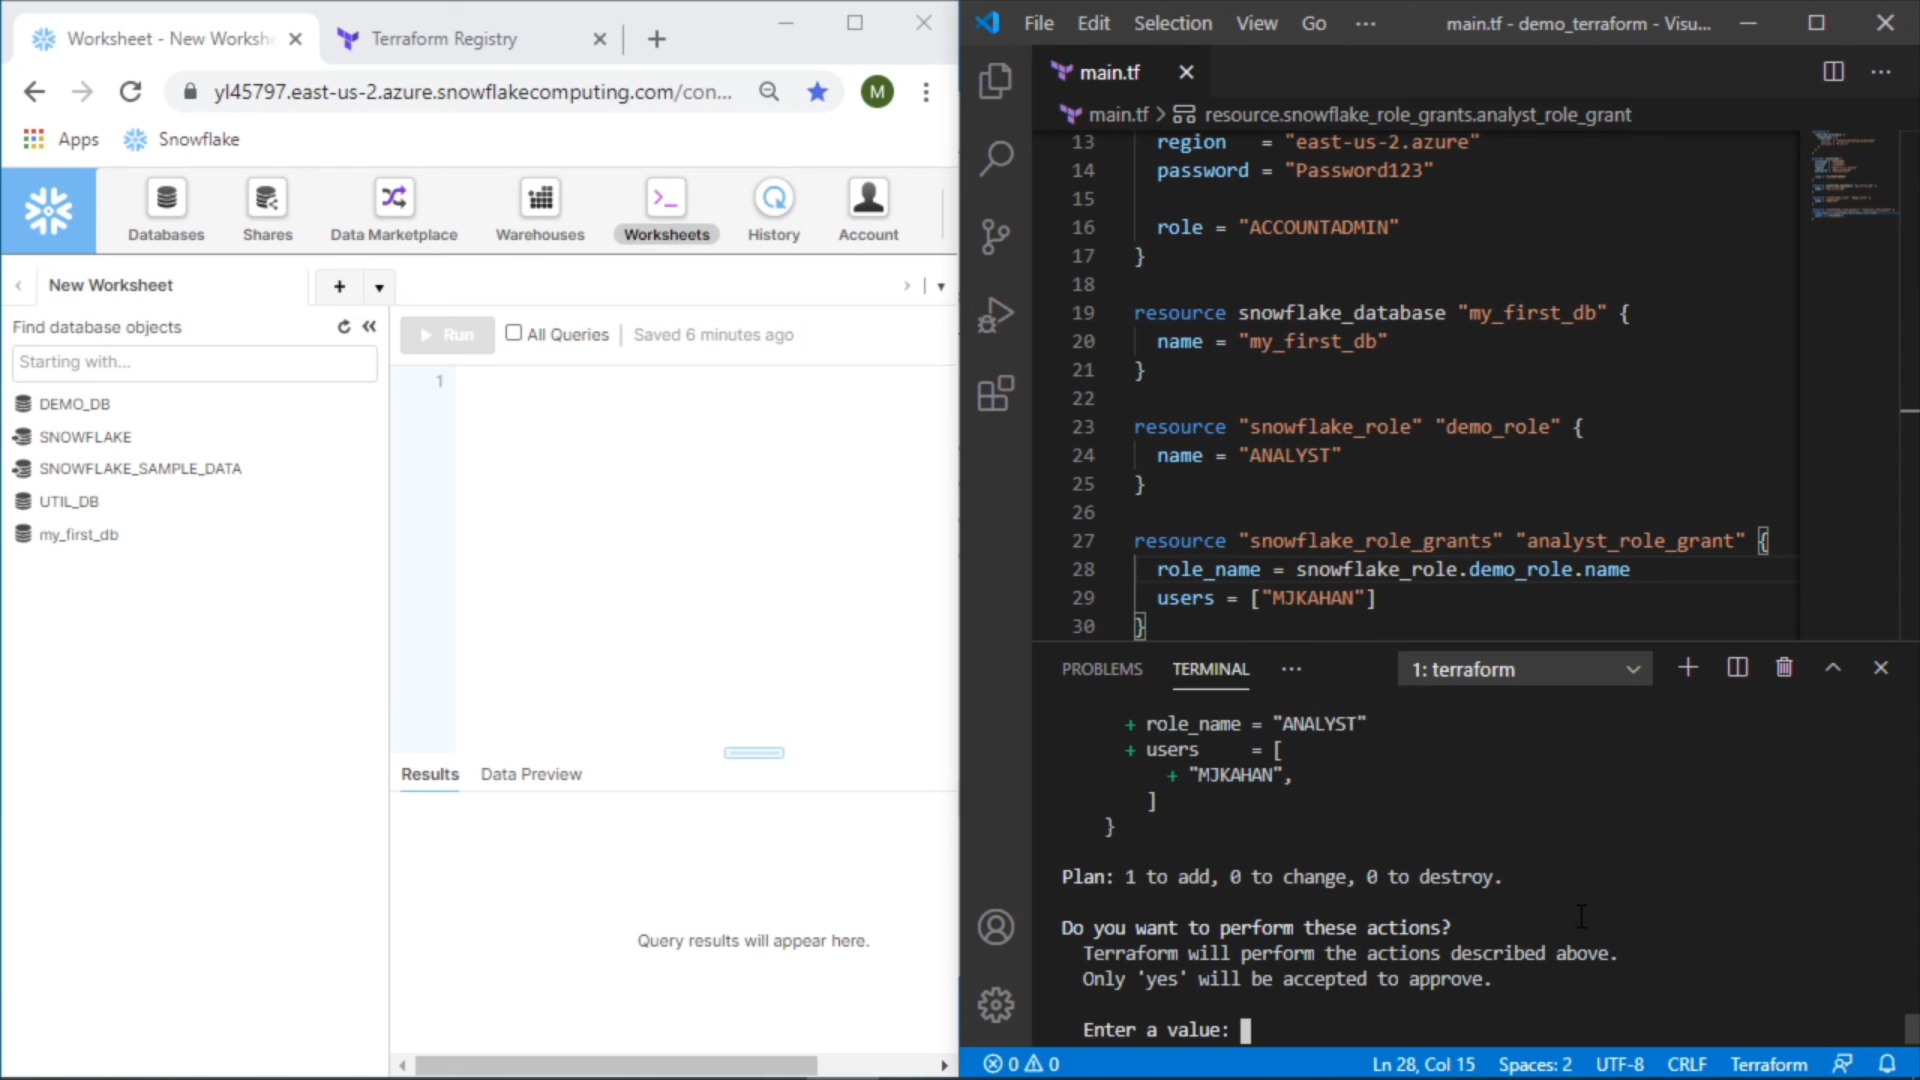 Worksheet - New Worksh
Terraform Registry
yl45797.east-us-2.azure.snowflakecomputing.com/con...
M
Apps
Snowflake
Databases
Shares
Data Marketplace
Warehouses
Worksheets
History
Account
New Worksheet
Find database objects
Starting with...
DEMO_DB
SNOWFLAKE
SNOWFLAKE_SAMPLE_DATA
UTIL_DB
my_first_db
Run
All Queries
Saved 6 minutes ago
1
Results
Data Preview
Query results will appear here.
File Edit Selection View Go ··· main.tf - demo_terraform - Visu...
main.tf
main.tf > resource.snowflake_role_grants.analyst_role_grant
13 region = "east-us-2.azure"
14 password = "Password123"
15
16 role = "ACCOUNTADMIN"
17 }
18
19 resource snowflake_database "my_first_db" {
20 name = "my_first_db"
21 }
22
23 resource "snowflake_role" "demo_role" {
24 name = "ANALYST"
25 }
26
27 resource "snowflake_role_grants" "analyst_role_grant" {
28 role_name = snowflake_role.demo_role.name
29 users = ["MJKAHAN"]
30 }
PROBLEMS TERMINAL ··· 1: terraform
+ role_name = "ANALYST"
+ users = [
+ "MJKAHAN",
]
}
Plan: 1 to add, 0 to change, 0 to destroy.
Do you want to perform these actions?
Terraform will perform the actions described above.
Only 'yes' will be accepted to approve.
Enter a value:
0 0 Ln 28, Col 15 Spaces: 2 UTF-8 CRLF Terraform